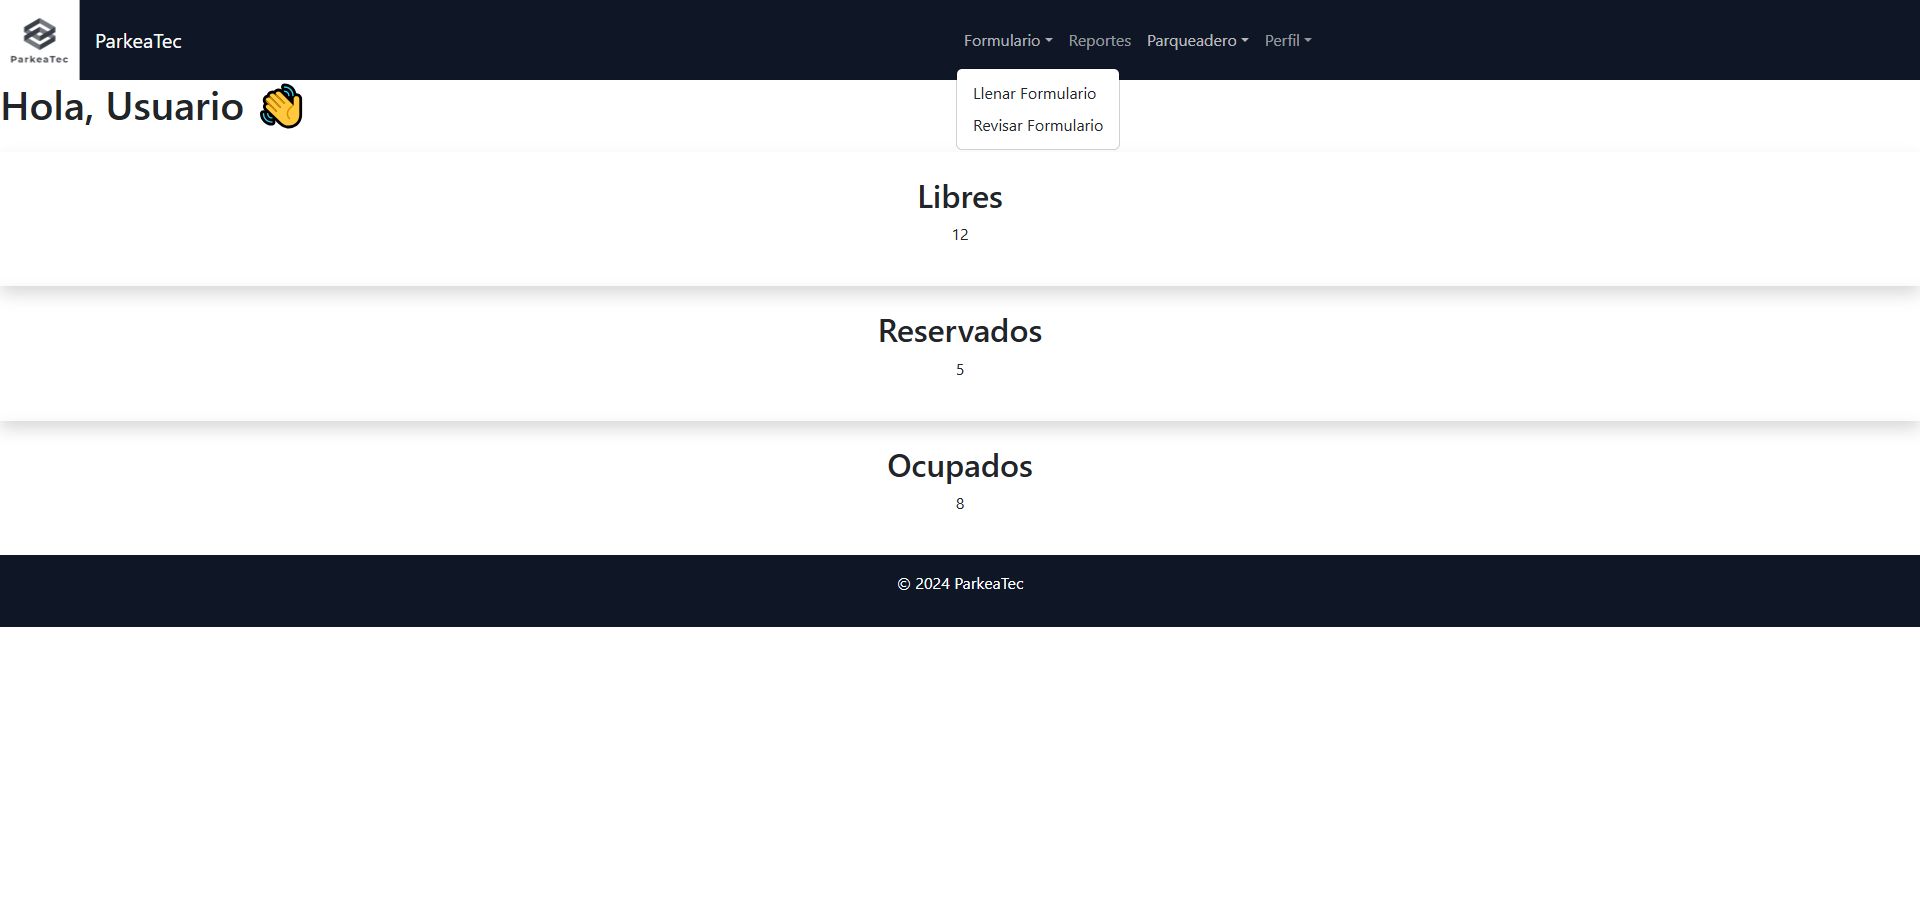 ParkeaTec
ParkeaTec
Formulario Reportes Parqueadero Perfil
Llenar Formulario
Revisar Formulario
Hola, Usuario 👋
Libres
12
Reservados
5
Ocupados
8
© 2024 ParkeaTec